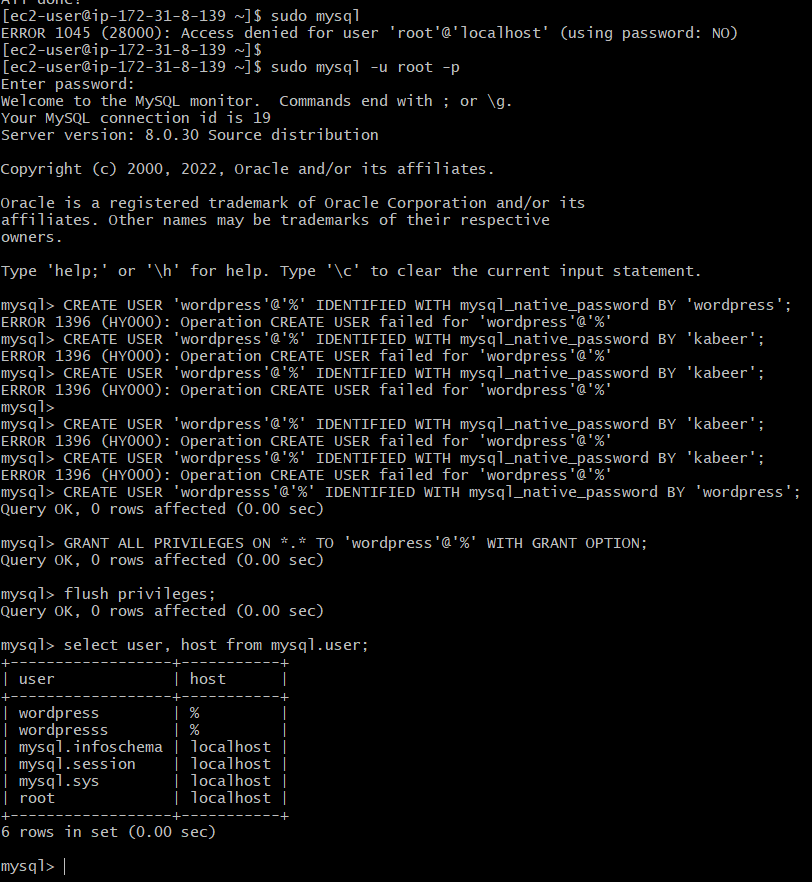 All done!
[ec2-user@ip-172-31-8-139 ~]$ sudo mysql
ERROR 1045 (28000): Access denied for user 'root'@'localhost' (using password: NO)
[ec2-user@ip-172-31-8-139 ~]$
[ec2-user@ip-172-31-8-139 ~]$ sudo mysql -u root -p
Enter password:
Welcome to the MySQL monitor.  Commands end with ; or \g.
Your MySQL connection id is 19
Server version: 8.0.30 Source distribution
Copyright (c) 2000, 2022, Oracle and/or its affiliates.
Oracle is a registered trademark of Oracle Corporation and/or its
affiliates. Other names may be trademarks of their respective
owners.
Type 'help;' or '\h' for help. Type '\c' to clear the current input statement.
mysql> CREATE USER 'wordpress'@'%' IDENTIFIED WITH mysql_native_password BY 'wordpress';
ERROR 1396 (HY000): Operation CREATE USER failed for 'wordpress'@'%'
mysql> CREATE USER 'wordpress'@'%' IDENTIFIED WITH mysql_native_password BY 'kabeer';
ERROR 1396 (HY000): Operation CREATE USER failed for 'wordpress'@'%'
mysql> CREATE USER 'wordpress'@'%' IDENTIFIED WITH mysql_native_password BY 'kabeer';
ERROR 1396 (HY000): Operation CREATE USER failed for 'wordpress'@'%'
mysql>
mysql> CREATE USER 'wordpress'@'%' IDENTIFIED WITH mysql_native_password BY 'kabeer';
ERROR 1396 (HY000): Operation CREATE USER failed for 'wordpress'@'%'
mysql> CREATE USER 'wordpress'@'%' IDENTIFIED WITH mysql_native_password BY 'kabeer';
ERROR 1396 (HY000): Operation CREATE USER failed for 'wordpress'@'%'
mysql> CREATE USER 'wordpresss'@'%' IDENTIFIED WITH mysql_native_password BY 'wordpress';
Query OK, 0 rows affected (0.00 sec)
mysql> GRANT ALL PRIVILEGES ON *.* TO 'wordpress'@'%' WITH GRANT OPTION;
Query OK, 0 rows affected (0.00 sec)
mysql> flush privileges;
Query OK, 0 rows affected (0.00 sec)
mysql> select user, host from mysql.user;
+------------------+-----------+
| user             | host      |
+------------------+-----------+
| wordpress        | %         |
| wordpresss       | %         |
| mysql.infoschema | localhost |
| mysql.session    | localhost |
| mysql.sys        | localhost |
| root             | localhost |
+------------------+-----------+
6 rows in set (0.00 sec)
mysql>